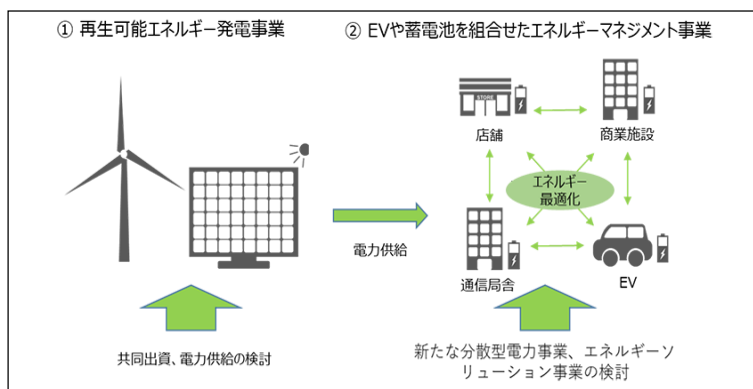 ① 再生可能エネルギー発電事業
② EVや蓄電池を組合せたエネルギーマネジメント事業
STORE
店舗
商業施設
エネルギー
最適化
電力供給
通信局舎
EV
共同出資、電力供給の検討
新たな分散型電力事業、エネルギーソ
リューション事業の検討